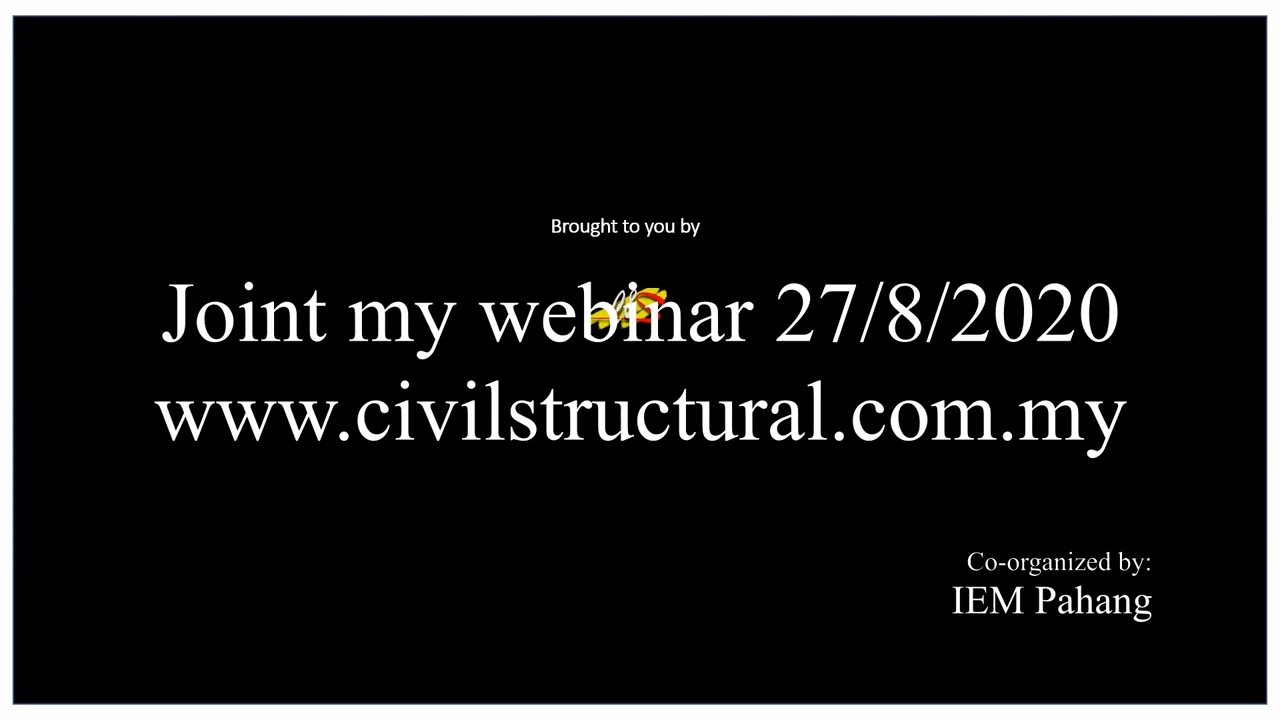 Brought to you by
Joint my webinar 27/8/2020
www.civilstructural.com.my
Co-organized by:
IEM Pahang